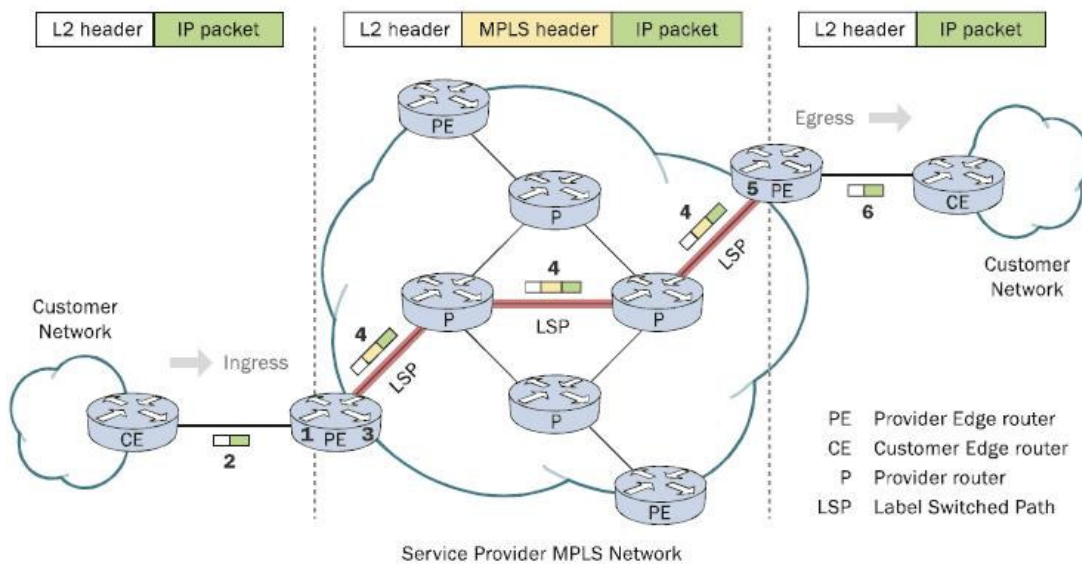 L2 header IP packet
L2 header MPLS header IP packet
L2 header IP packet
PE
Egress
P
5 PE
4
6
CE
LSP
Customer
Network
4
P
LSP
P
Customer
Network
4
Ingress
LSP
P
CE
2
1 PE 3
PE
PE Provider Edge router
CE Customer Edge router
P Provider router
LSP Label Switched Path
Service Provider MPLS Network